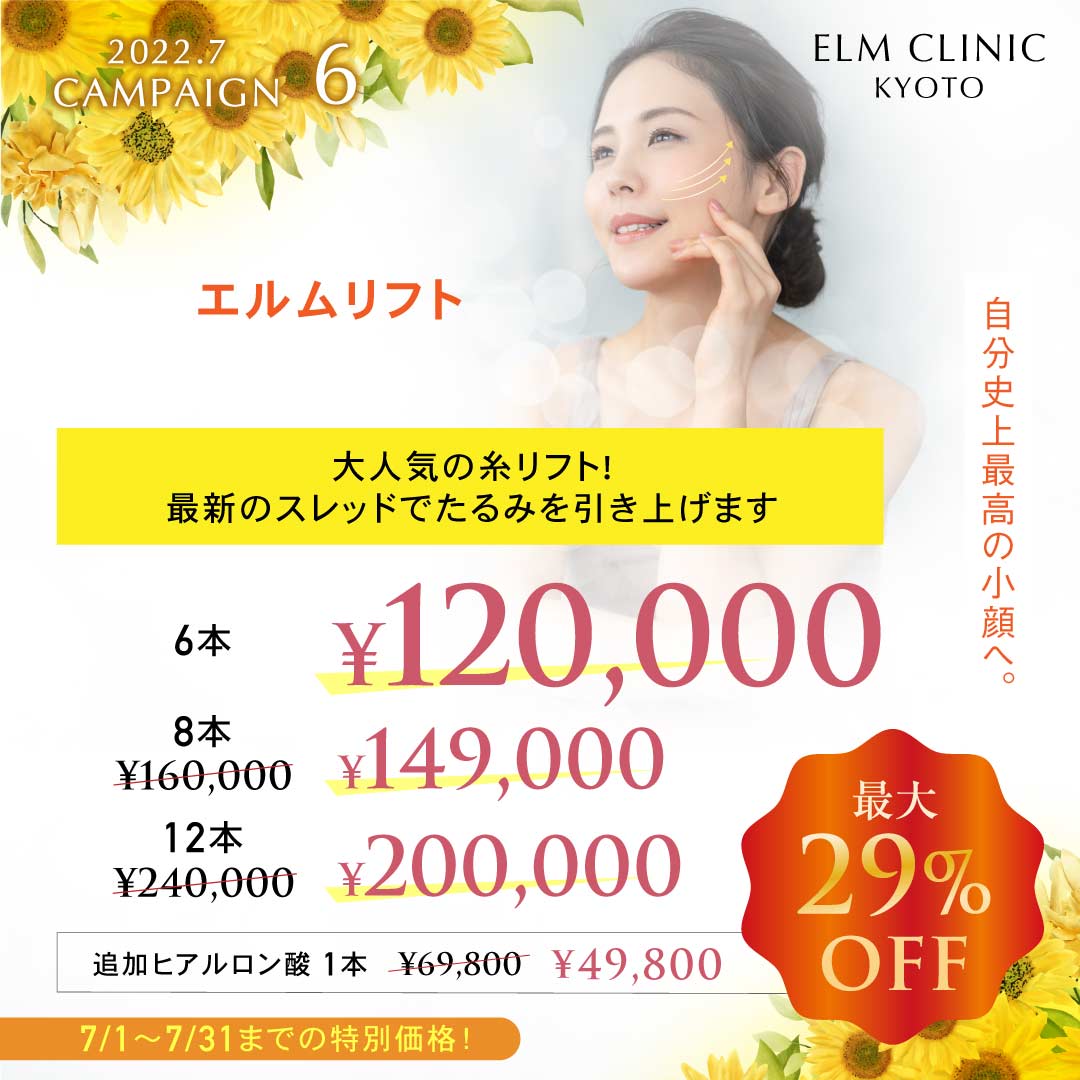 2022.7
CAMPAIGN 6
ELM CLINIC
KYOTO
エルムリフト
自分史上最高の小顔へ。
大人気の糸リフト!
最新のスレッドでたるみを引き上げます
6本 ¥120,000
8本
¥160,000 ¥149,000
12本
¥240,000 ¥200,000
最大
29%
OFF
追加ヒアルロン酸 1本 ¥69,800 ¥49,800
7/1〜7/31までの特別価格!